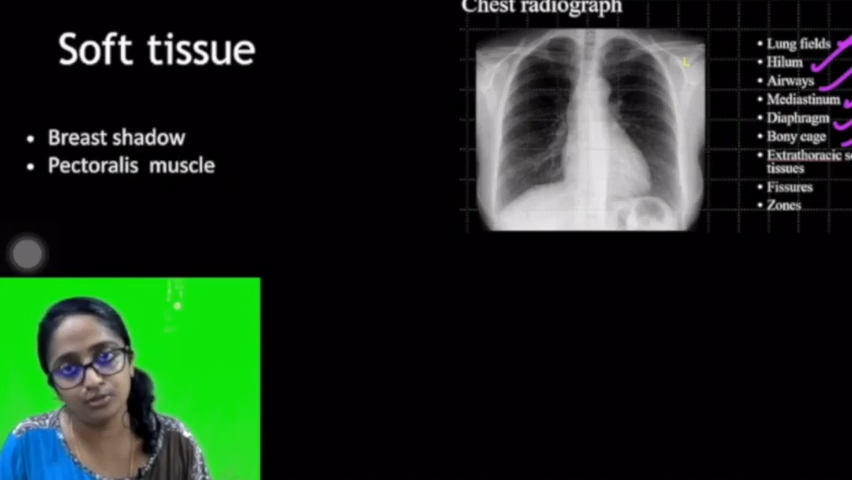 Soft tissue
• Breast shadow
• Pectoralis muscle
Chest radiograph
L
• Lung fields
• Hilum
• Airways
• Mediastinum
• Diaphragm
• Bony cage
• Extrathoracic
tissues
• Fissures
• Zones